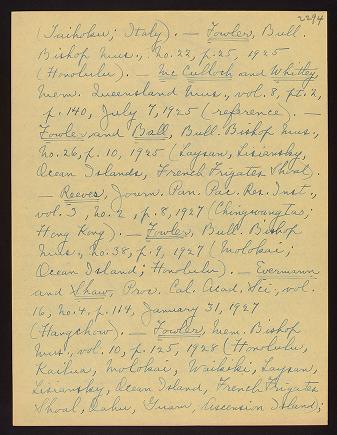 2294
(Taihoku; Italy). — Fowler, Bull.
Bishop Mus., no. 22, p. 25, 1925
(Honolulu). — McCulloch and Whitley,
Mem. Queensland Mus., vol. 8, pt. 2,
p. 140, July 7, 1925 (reference). —
Fowler and Ball, Bull. Bishop Mus.,
no. 26, p. 10, 1925 (Laysan, Lisiansky,
Ocean Islands, French Frigates Shoal).
— Reeves, Journ. Pan. Pac. Res. Inst.,
vol. 3, no. 2, p. 8, 1927 (Chingwangtao;
Hong Kong). — Fowler, Bull. Bishop
Mus., no. 38, p. 9, 1927 (Molokai;
Ocean Island; Honolulu). — Evermann
and Shaw, Proc. Cal. Acad. Sci., vol.
16, no. 4, p. 114, January 31, 1927
(Hangchow). — Fowler, Mem. Bishop
Mus., vol. 10, p. 125, 1928 (Honolulu,
Kailua, Molokai, Waikiki, Laysan,
Lisiansky, Ocean Island, French Frigates
Shoal, Oahu, Guam, Ascension Island;